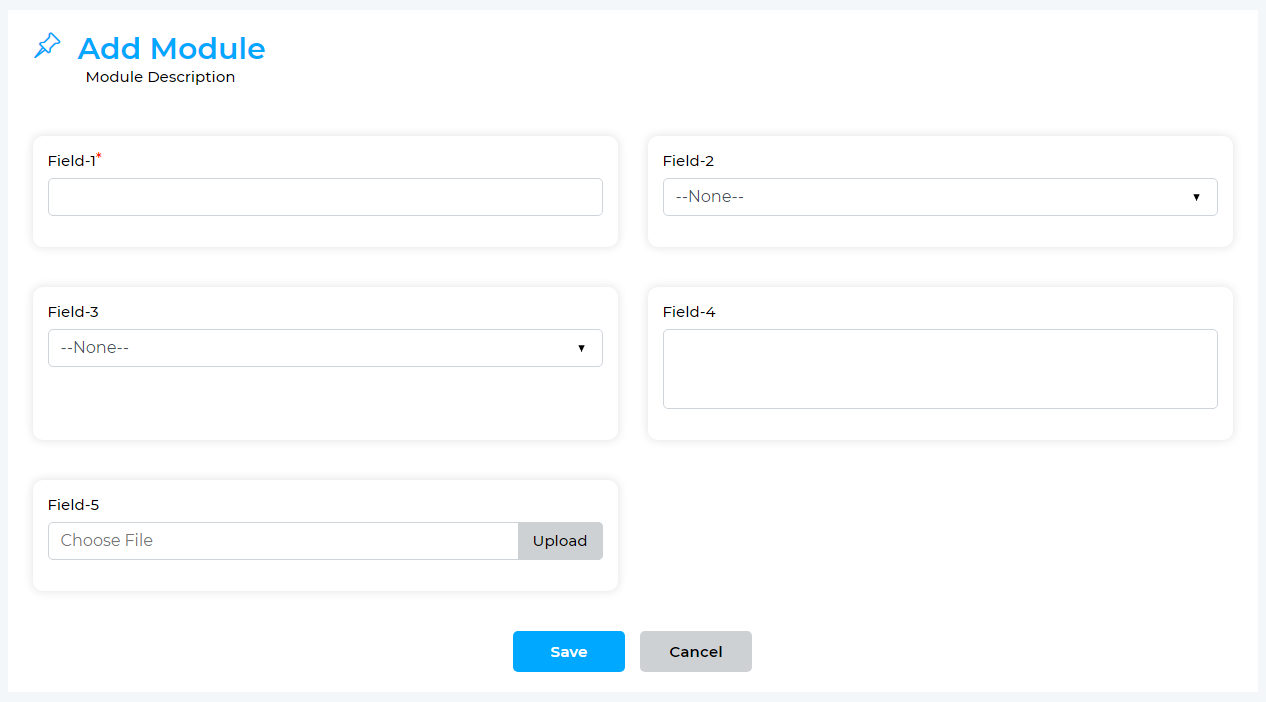 Add Module
Module Description
Field-1*
Field-2
--None--
Field-3
--None--
Field-4
Field-5
Choose File
Upload
Save
Cancel